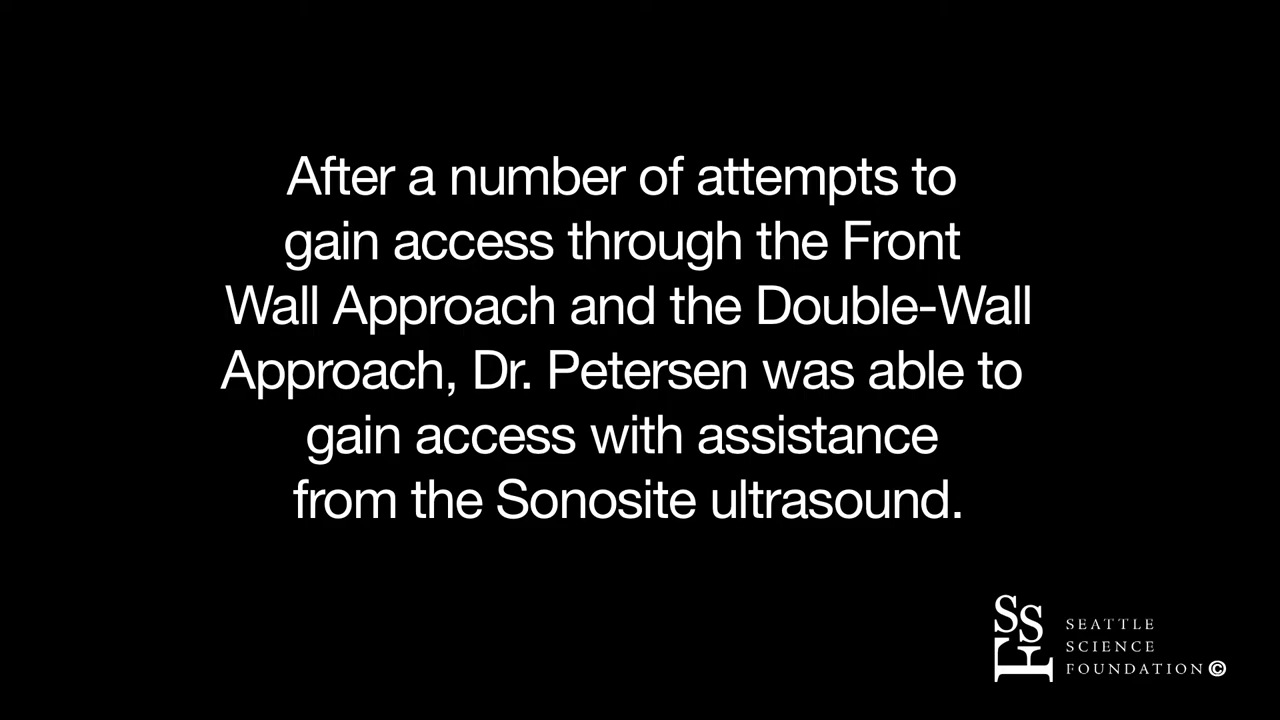 After a number of attempts to
gain access through the Front
Wall Approach and the Double-Wall
Approach, Dr. Petersen was able to
gain access with assistance
from the Sonosite ultrasound.
SSF
SEATTLE
SCIENCE
FOUNDATION©